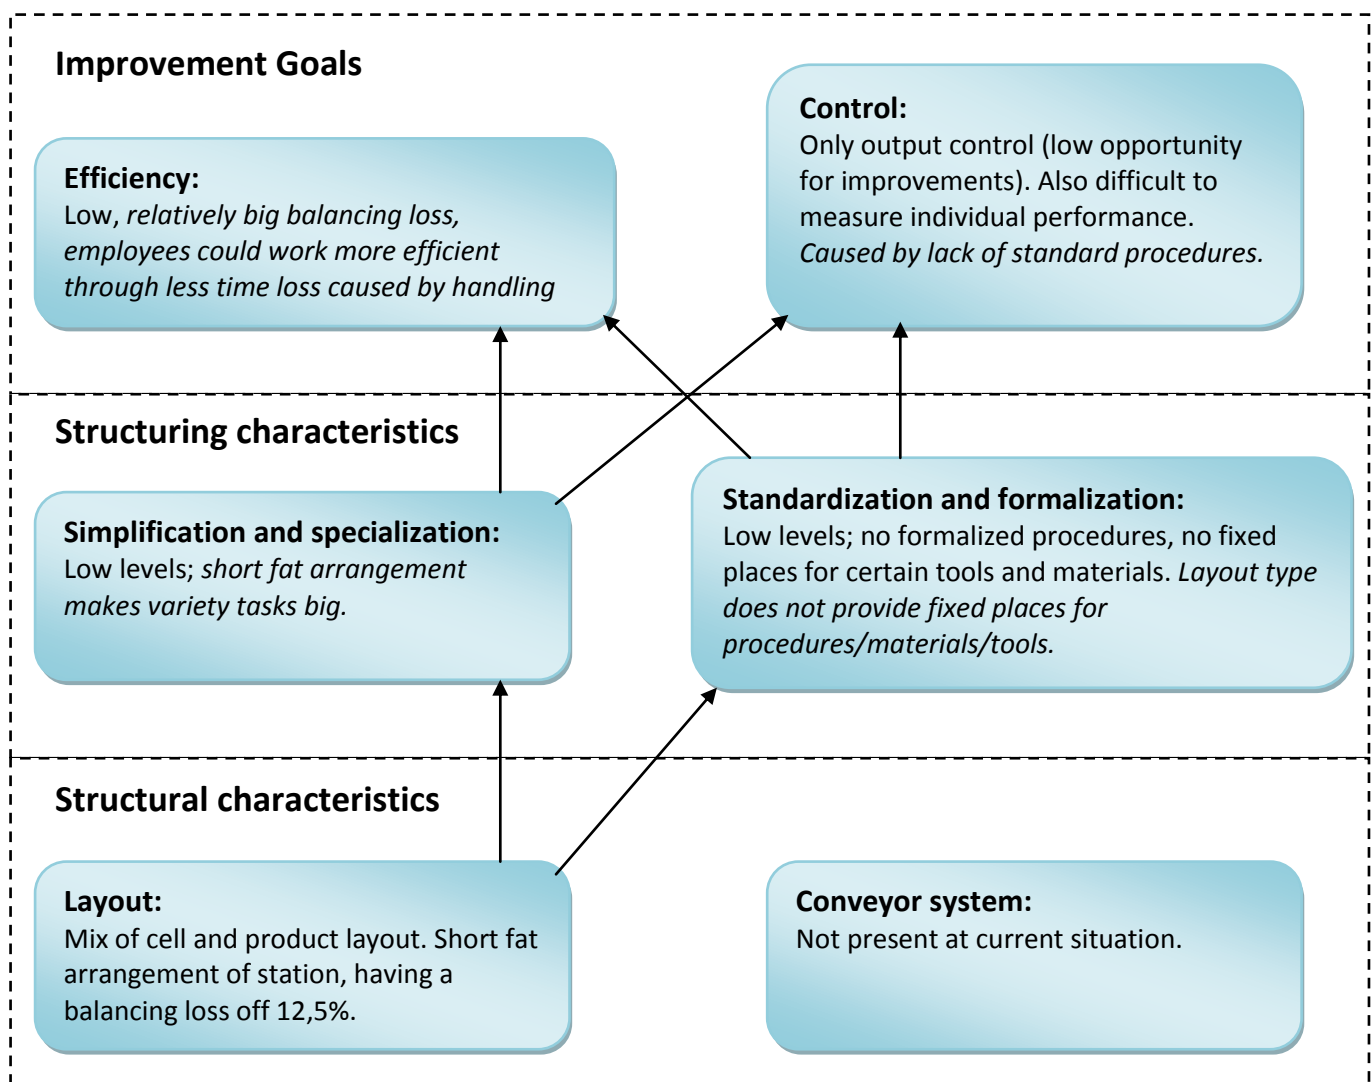 Improvement Goals
Efficiency:
Low, relatively big balancing loss,
employees could work more efficient
through less time loss caused by handling
Control:
Only output control (low opportunity
for improvements). Also difficult to
measure individual performance.
Caused by lack of standard procedures.
Structuring characteristics
Simplification and specialization:
Low levels; short fat arrangement
makes variety tasks big.
Standardization and formalization:
Low levels; no formalized procedures, no fixed
places for certain tools and materials. Layout type
does not provide fixed places for
procedures/materials/tools.
Structural characteristics
Layout:
Mix of cell and product layout. Short fat
arrangement of station, having a
balancing loss off 12,5%.
Conveyor system:
Not present at current situation.